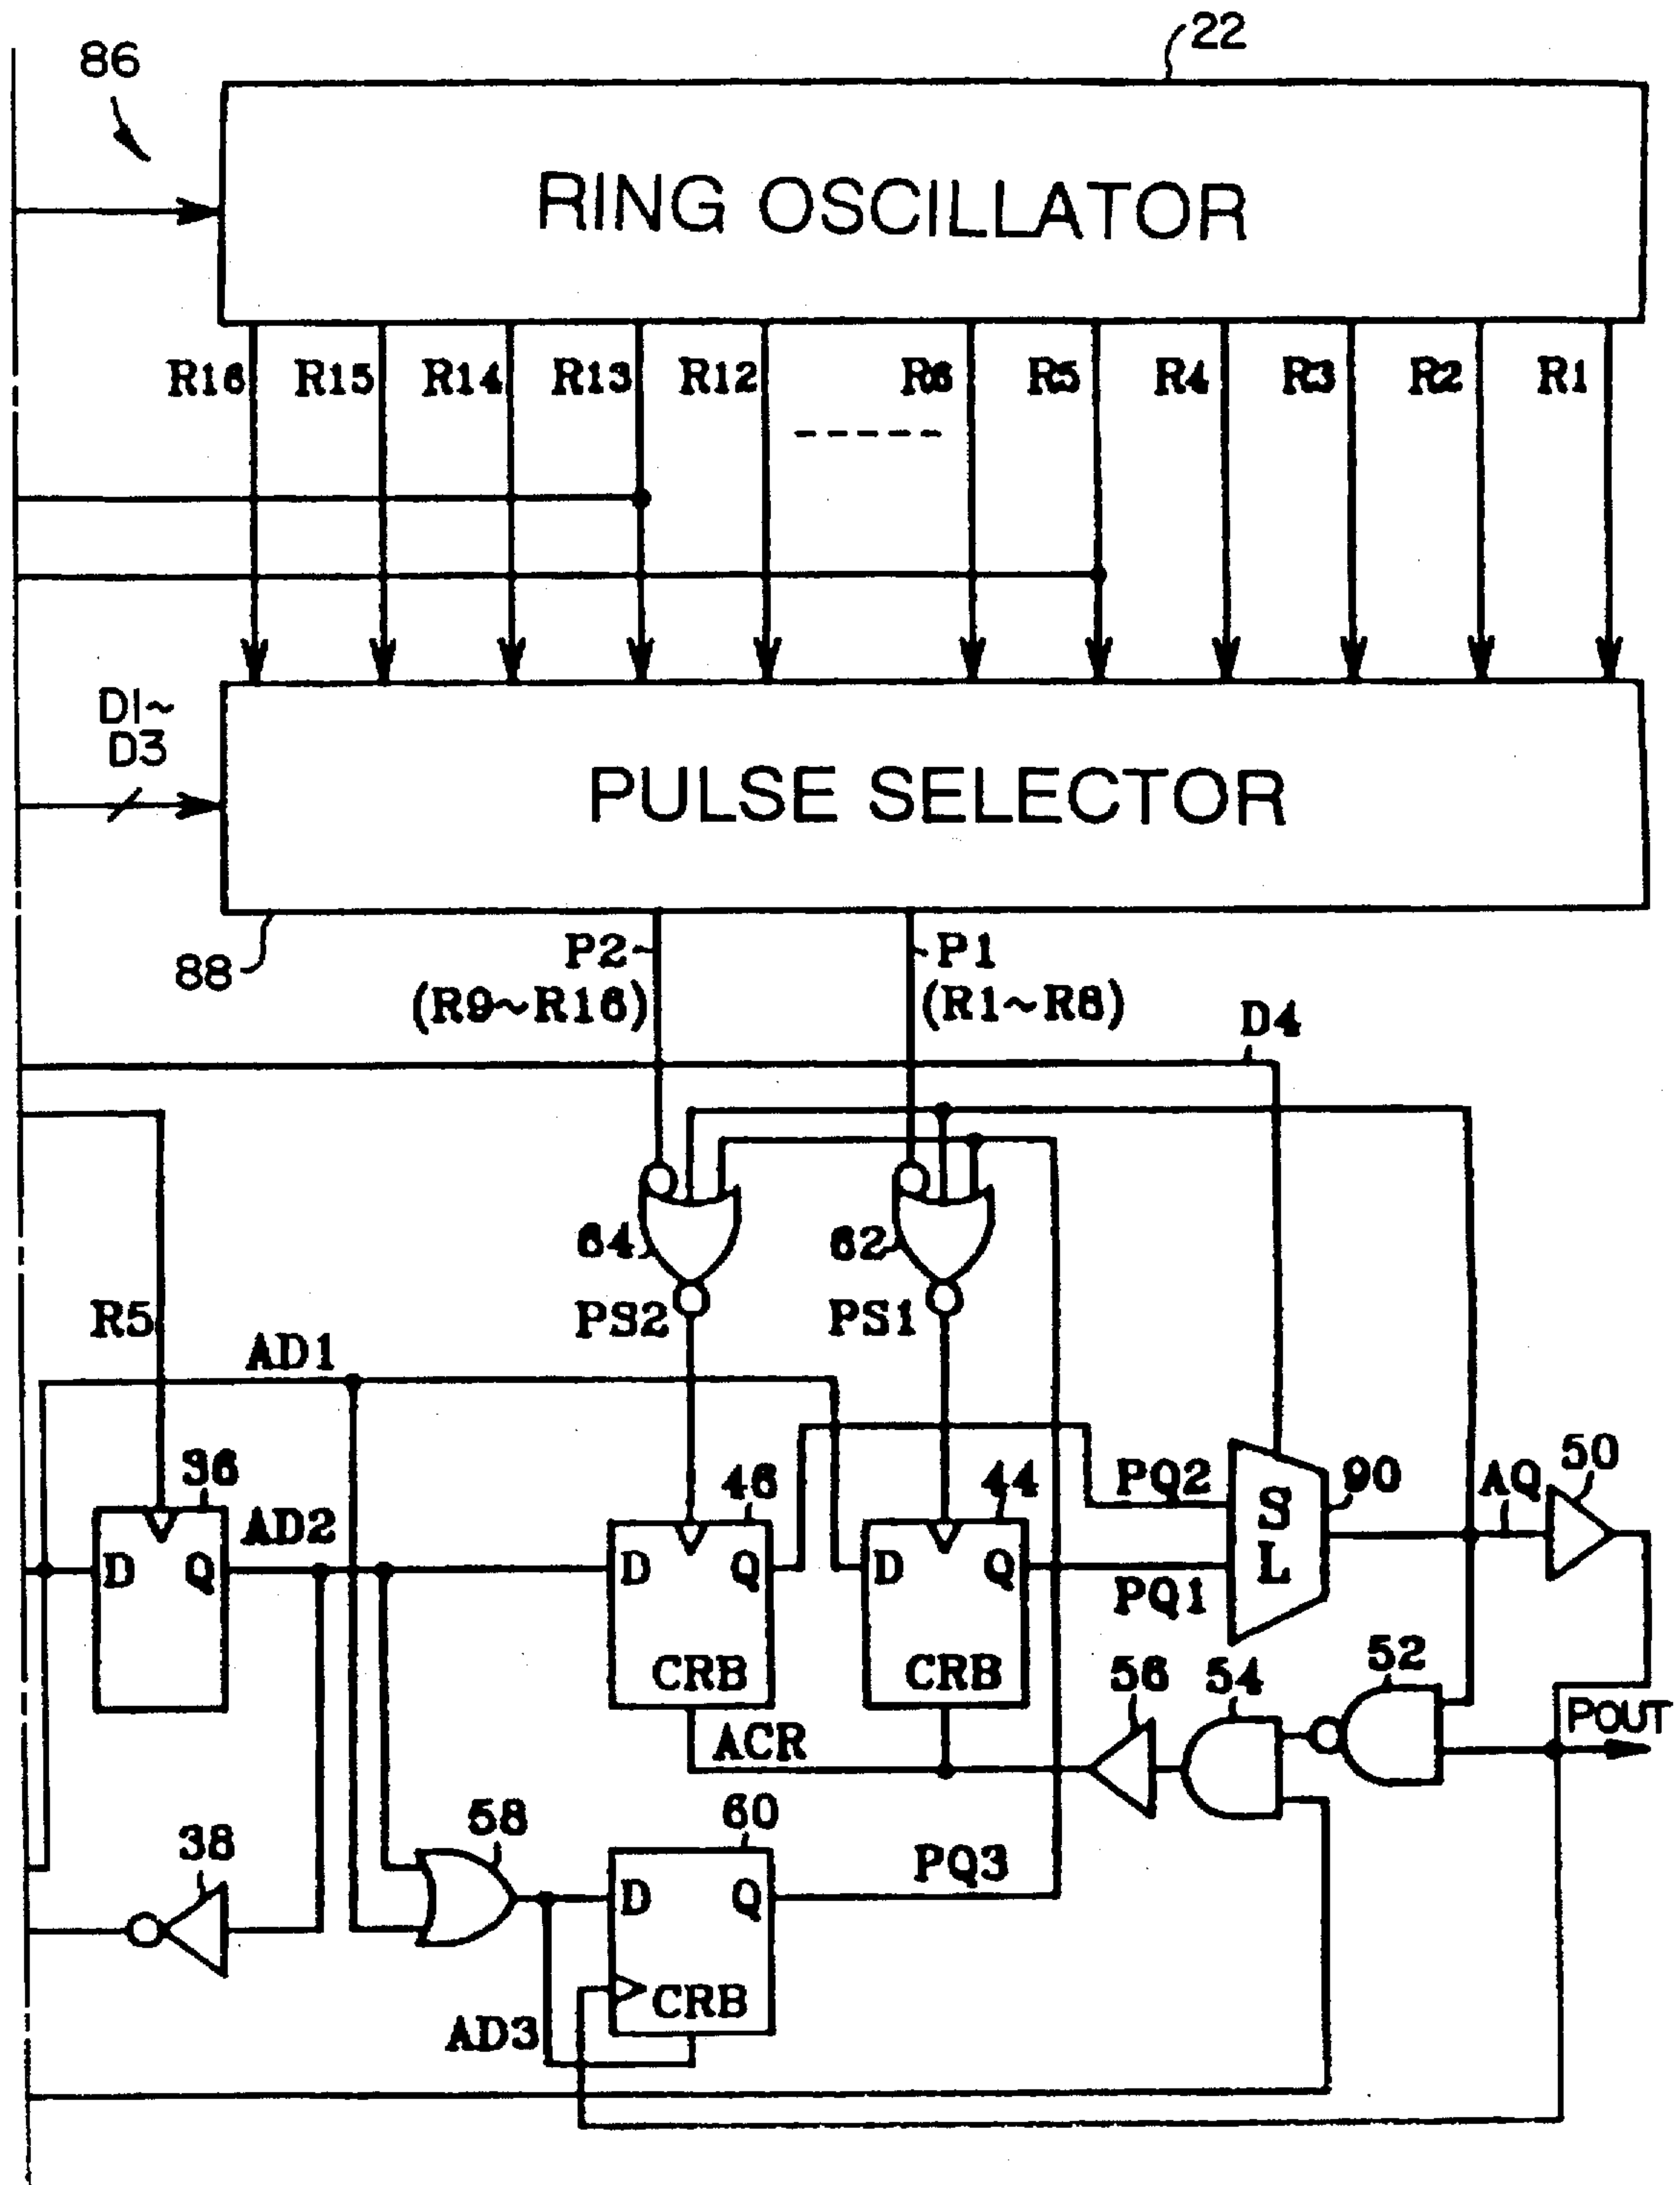 86
22
RING OSCILLATOR
R16 R15 R14 R13 R12 R6 R5 R4 R3 R2 R1
D1~
D3
PULSE SELECTOR
88
P2
(R9~R16)
P1
(R1~R8)
D4
64
62
R5
PS2
PS1
AD1
36
AD2
D Q
46
D Q
CRB
44
D Q
CRB
PQ2
PQ1
S
L
90
AQ
50
52
54
56
POUT
ACR
38
58
60
D Q
CRB
PQ3
AD3